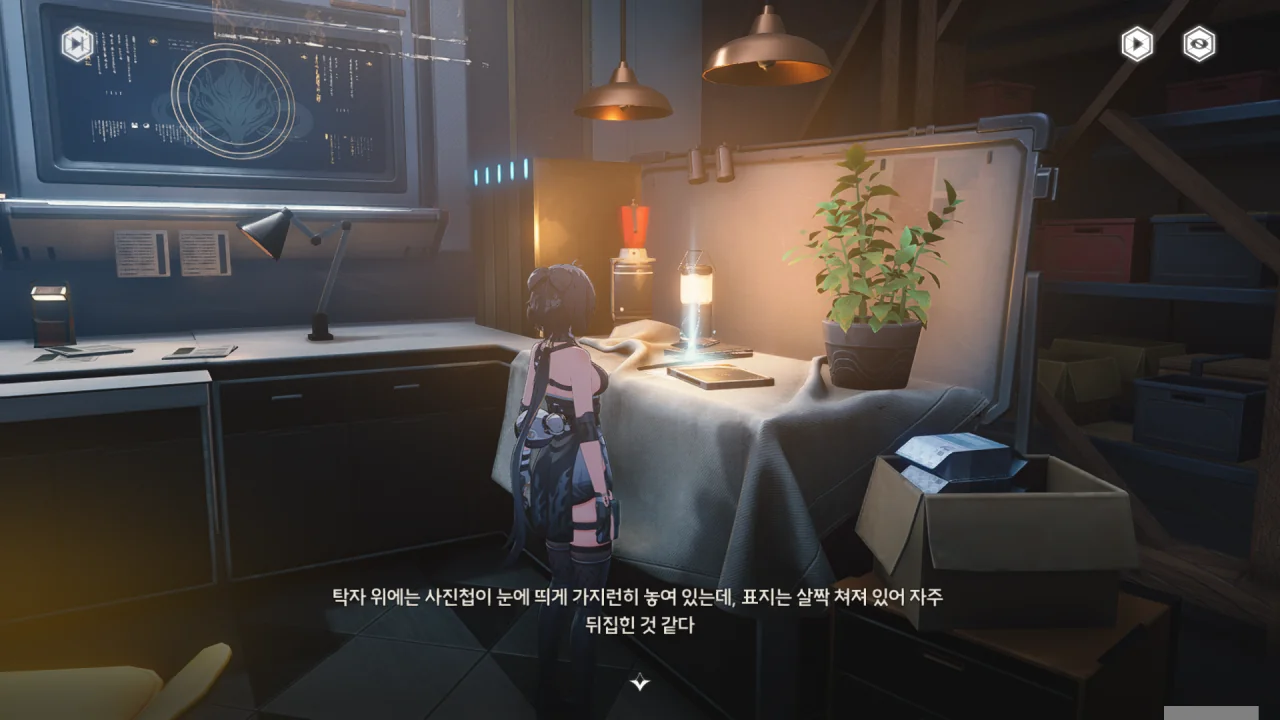 탁자 위에는 사진첩이 눈에 띄게 가지런히 놓여 있는데, 표지는 살짝 쳐져 있어 자주
뒤집힌 것 같다